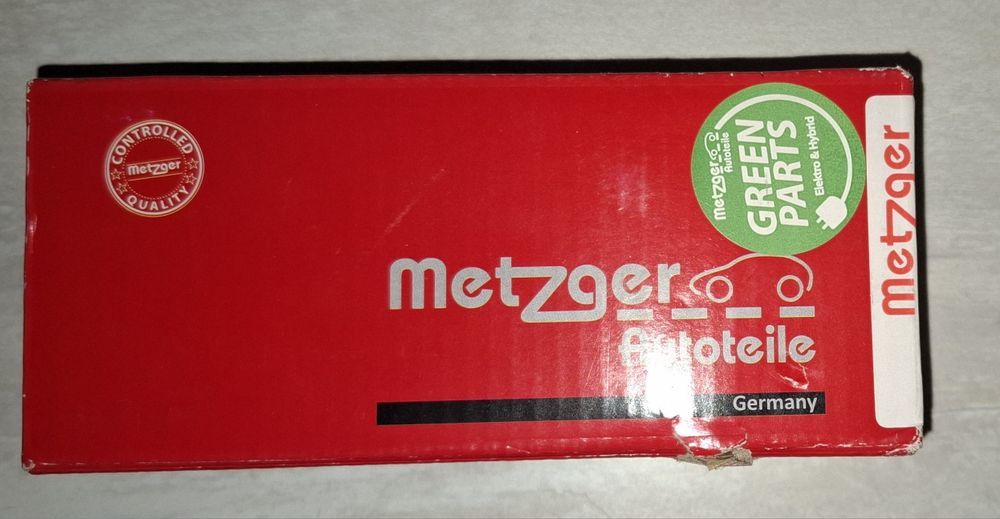 CONTROLLED
metzger
QUALITY
metzger
Autoteile
GREEN
PARTS
Elektro & Hybrid
metzger
Autoteile
Germany
metzger